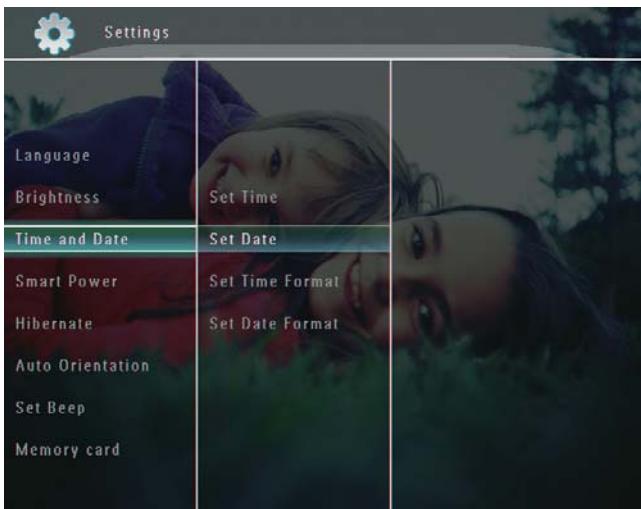 Settings
Language
Brightness
Time and Date
Smart Power
Hibernate
Auto Orientation
Set Beep
Memory card
Set Time
Set Date
Set Time Format
Set Date Format